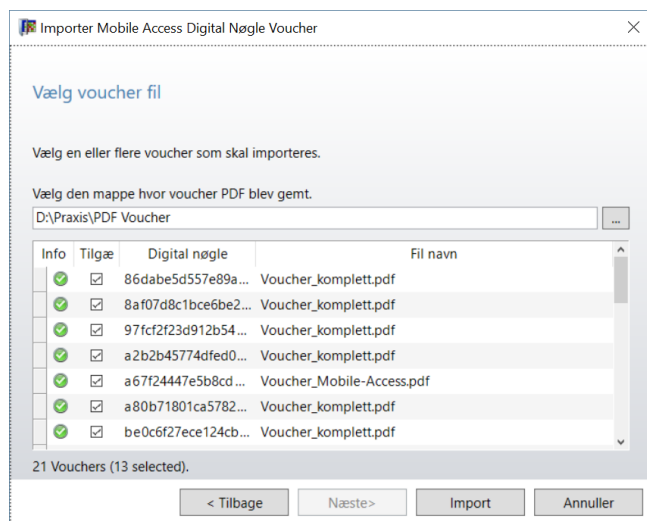 Importer Mobile Access Digital Nøgle Voucher
Vælg voucher fil
Vælg en eller flere voucher som skal importeres.
Vælg den mappe hvor voucher PDF blev gemt.
D:\Praxis\PDF Voucher ...
Info Tilgæ Digital nøgle Fil navn
86dabe5d557e89a... Voucher_komplett.pdf
8af07d8c1bce6be2... Voucher_komplett.pdf
97fcf2f23d912b54... Voucher_komplett.pdf
a2b2b45774dfed0... Voucher_komplett.pdf
a67f24447e5b8cd... Voucher_Mobile-Access.pdf
a80b71801ca5782... Voucher_komplett.pdf
be0c6f27ece124cb... Voucher_komplett.pdf
21 Vouchers (13 selected).
< Tilbage Næste> Import Annuller